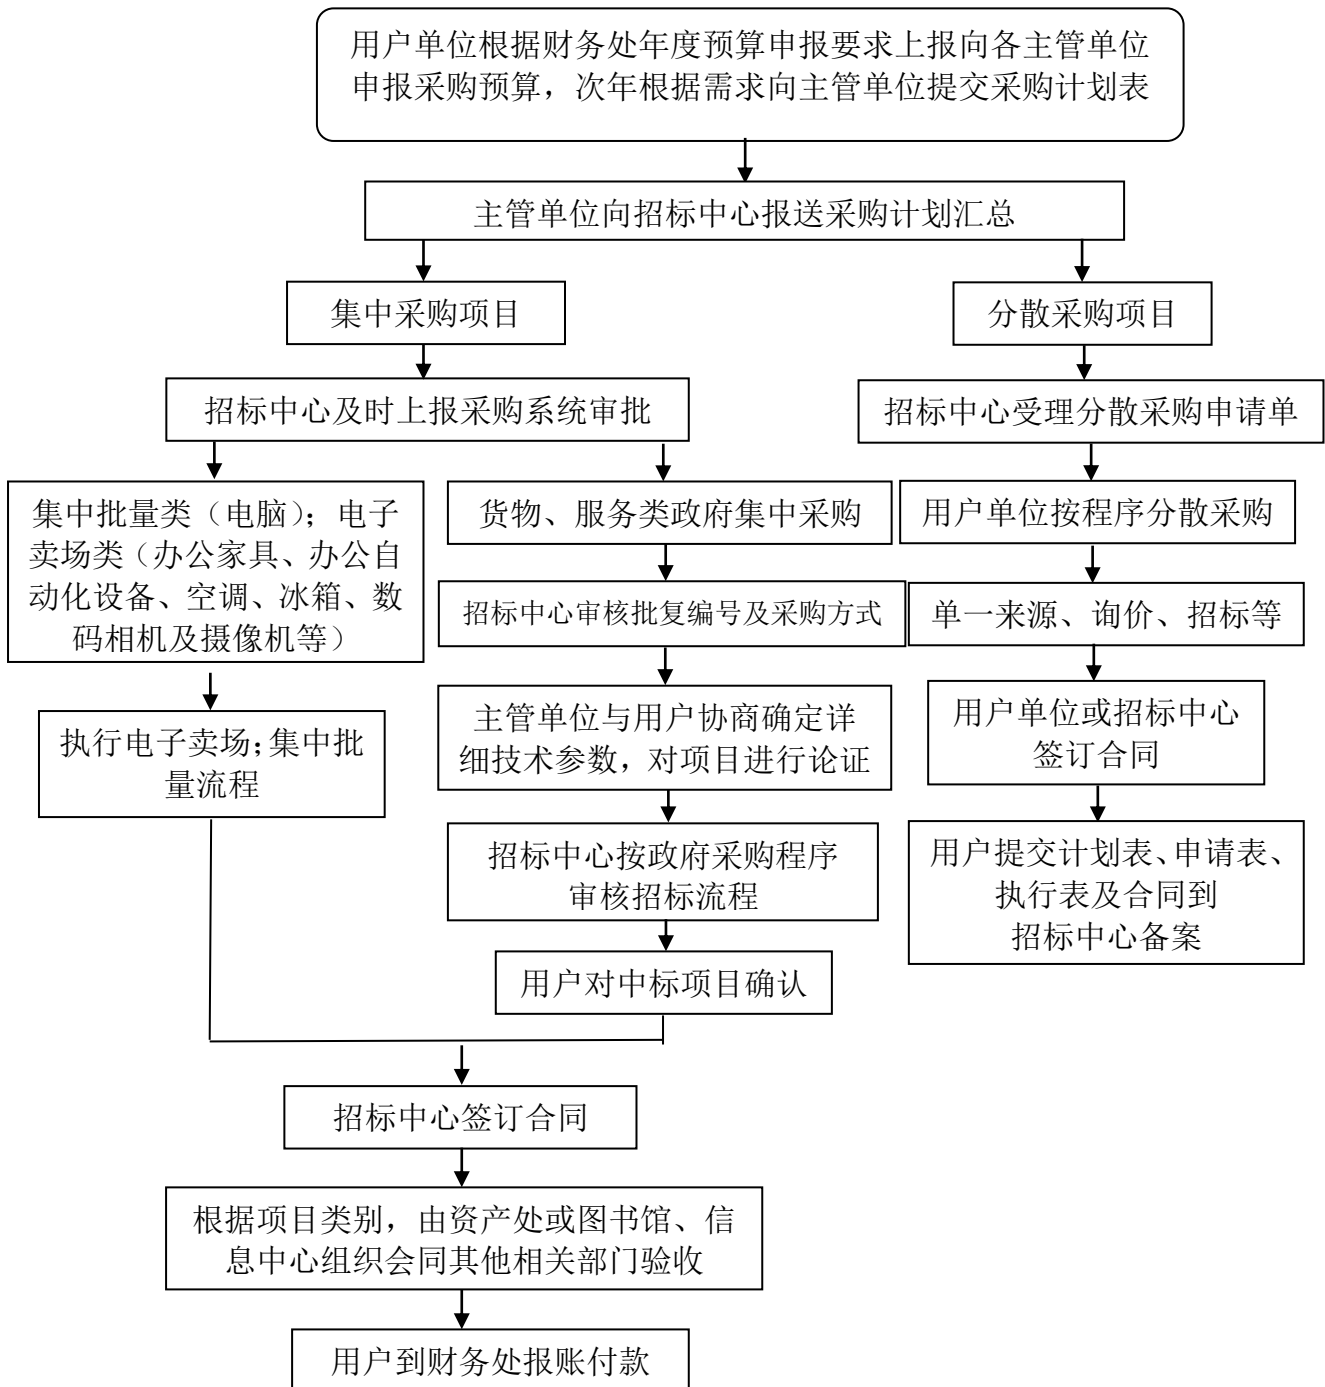 用户单位根据财务处年度预算申报要求上报向各主管单位
申报采购预算，次年根据需求向主管单位提交采购计划表
主管单位向招标中心报送采购计划汇总
集中采购项目
分散采购项目
招标中心及时上报采购系统审批
招标中心受理分散采购申请单
集中批量类（电脑）；电子
卖场类（办公家具、办公自
动化设备、空调、冰箱、数
码相机及摄像机等）
货物、服务类政府集中采购
用户单位按程序分散采购
招标中心审核批复编号及采购方式
单一来源、询价、招标等
执行电子卖场；集中批
量流程
主管单位与用户协商确定详
细技术参数，对项目进行论证
用户单位或招标中心
签订合同
招标中心按政府采购程序
审核招标流程
用户提交计划表、申请表、
执行表及合同到
招标中心备案
用户对中标项目确认
招标中心签订合同
根据项目类别，由资产处或图书馆、信
息中心组织会同其他相关部门验收
用户到财务处报账付款